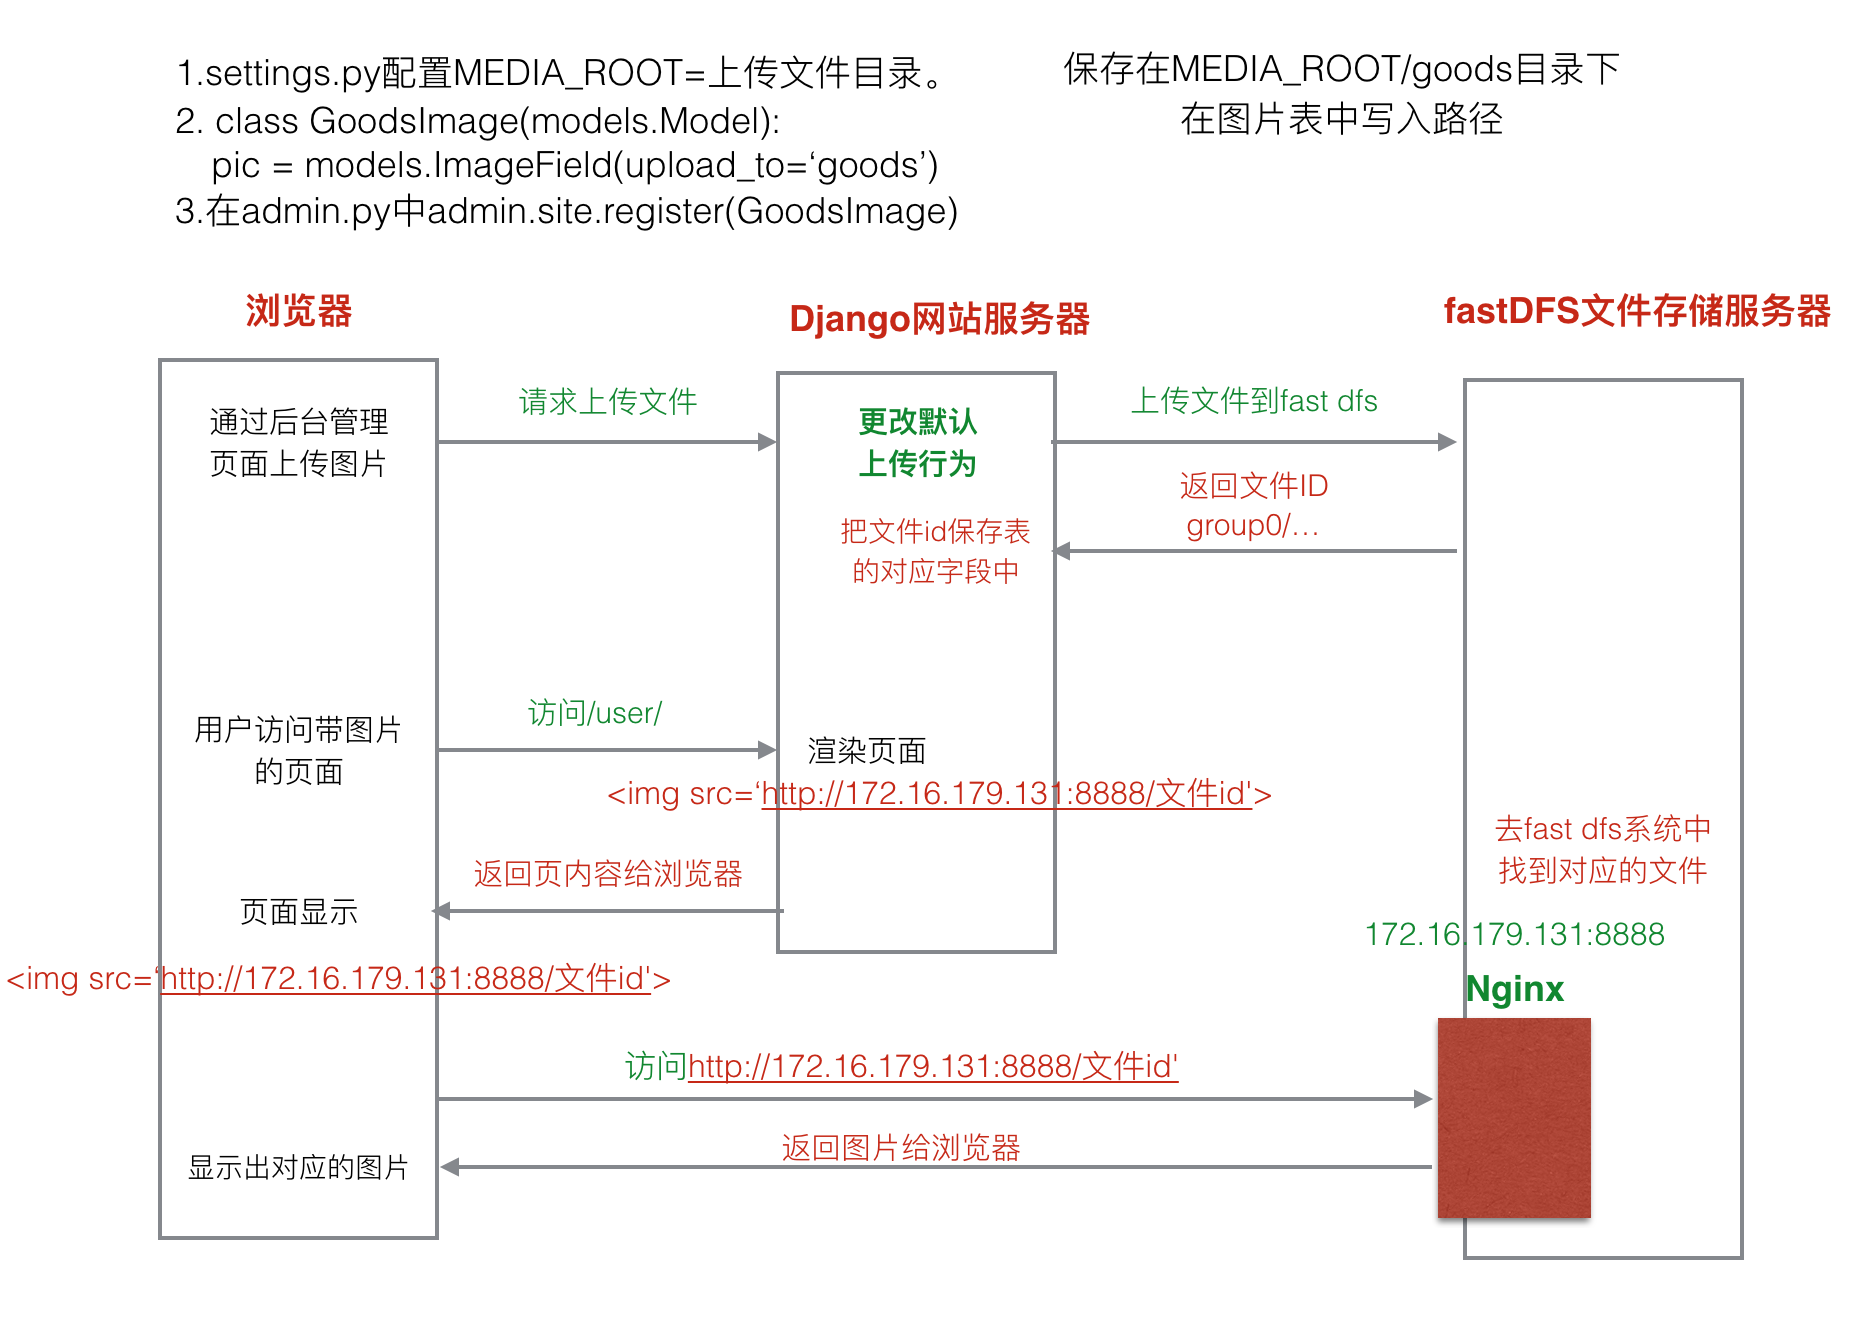 1.settings.py配置MEDIA_ROOT=上传文件目录。
2. class GoodsImage(models.Model):
pic = models.ImageField(upload_to=‘goods’)
3.在admin.py中admin.site.register(GoodsImage)
保存在MEDIA_ROOT/goods目录下
在图片表中写入路径
浏览器
Django网站服务器
fastDFS文件存储服务器
通过后台管理
页面上传图片
请求上传文件
更改默认
上传行为
上传文件到fast dfs
返回文件ID
group0/…
把文件id保存表
的对应字段中
用户访问带图片
的页面
访问/user/
渲染页面
<img src=‘http://172.16.179.131:8888/文件id'>
返回页内容给浏览器
页面显示
<img src=‘http://172.16.179.131:8888/文件id'>
去fast dfs系统中
找到对应的文件
172.16.179.131:8888
Nginx
访问http://172.16.179.131:8888/文件id'
返回图片给浏览器
显示出对应的图片